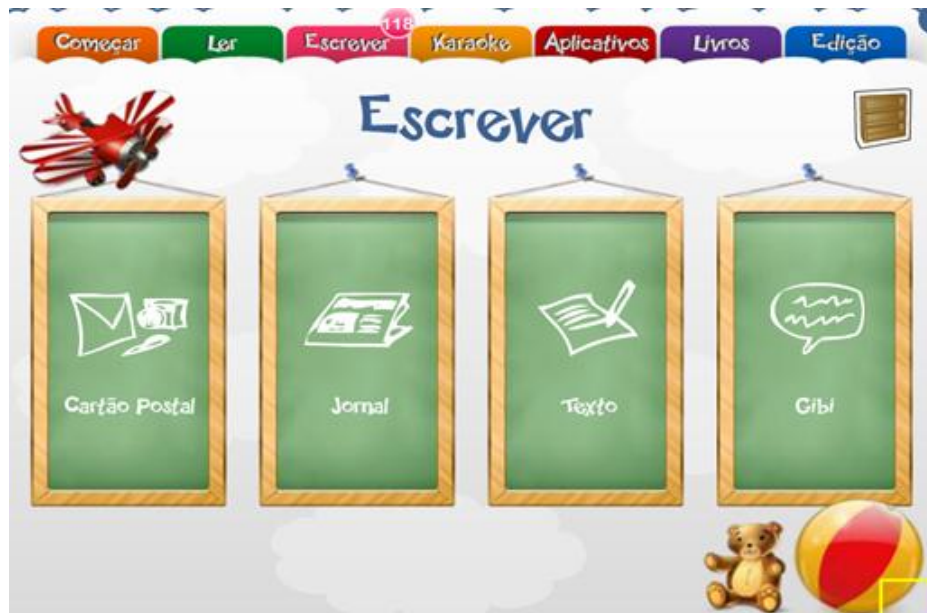 118
Começar Ler Escrever Karaoke Aplicativos Livros Edição
Escrever
Cartão Postal Jornal Texto Gibi